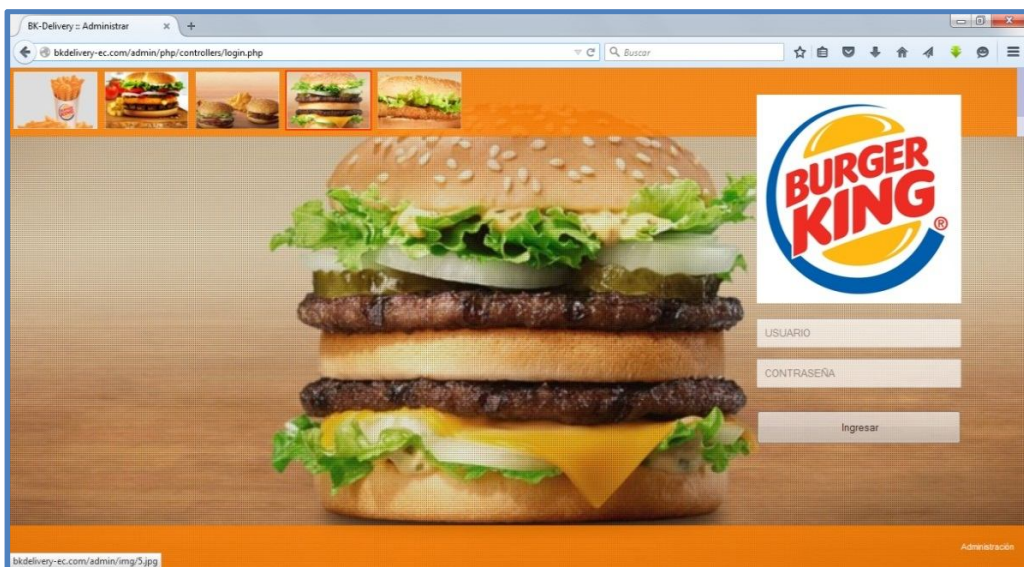 BK-Delivery :: Administrar
bkdelivery-ec.com/admin/php/controllers/login.php
Buscar
BURGER
KING
®
USUARIO
CONTRASEÑA
Ingresar
Administración
bkdelivery-ec.com/admin/img/5.jpg